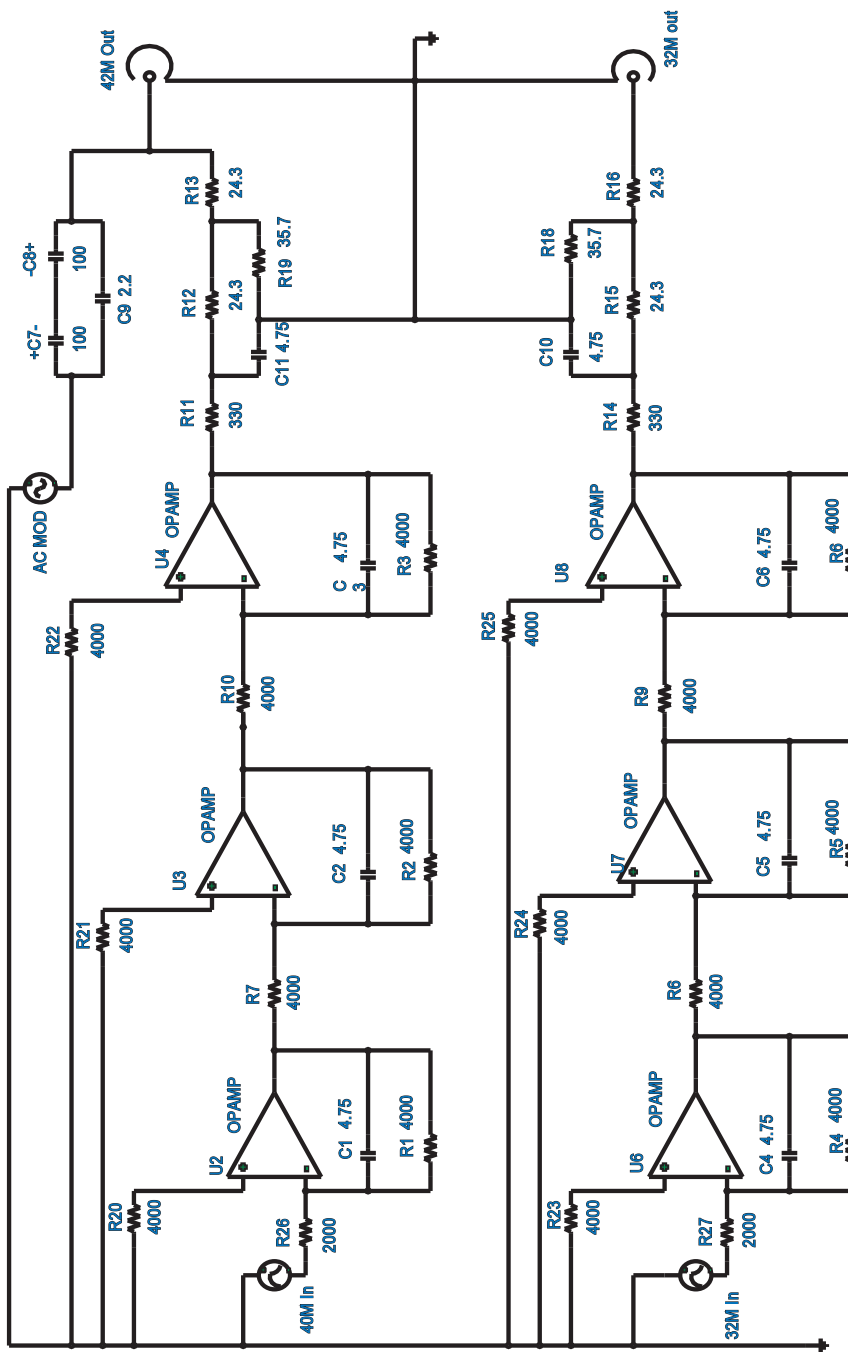 42M Out
32M out
-C8+
100
+C7-
100
C9 2.2
R13
24.3
R19 35.7
R12
24.3
C11 4.75
R11
330
R16
24.3
R18
35.7
R15
24.3
C10
4.75
R14
330
AC MOD
OPAMP
U4
C 4.75
3
R3 4000
R22
4000
R10
4000
OPAMP
U8
C6 4.75
R6 4000
R25
4000
R9
4000
OPAMP
U3
C2 4.75
R2 4000
R21
4000
R7
4000
OPAMP
U7
C5 4.75
R5 4000
R24
4000
R6
4000
OPAMP
U2
C1 4.75
R1 4000
R20
4000
R26
2000
40M In
OPAMP
U6
C4 4.75
R4 4000
R23
4000
R27
2000
32M In